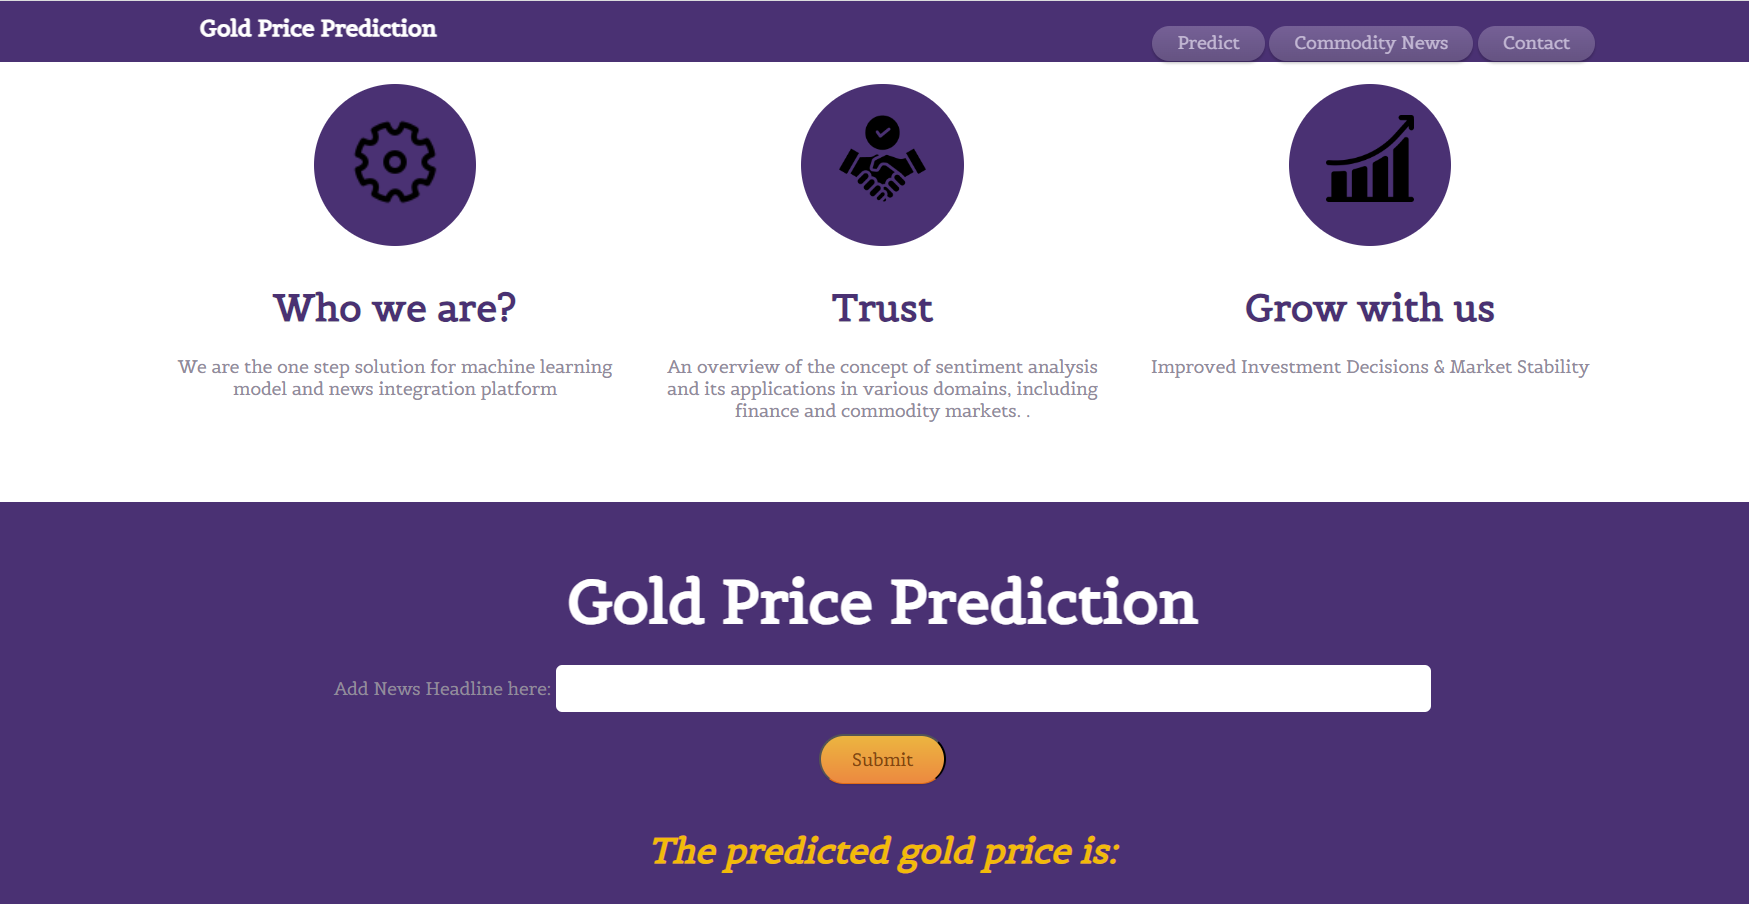 Gold Price Prediction
Predict
Commodity News
Contact
Who we are?
We are the one step solution for machine learning
model and news integration platform
Trust
An overview of the concept of sentiment analysis
and its applications in various domains, including
finance and commodity markets. .
Grow with us
Improved Investment Decisions & Market Stability
Gold Price Prediction
Add News Headline here:
Submit
The predicted gold price is: